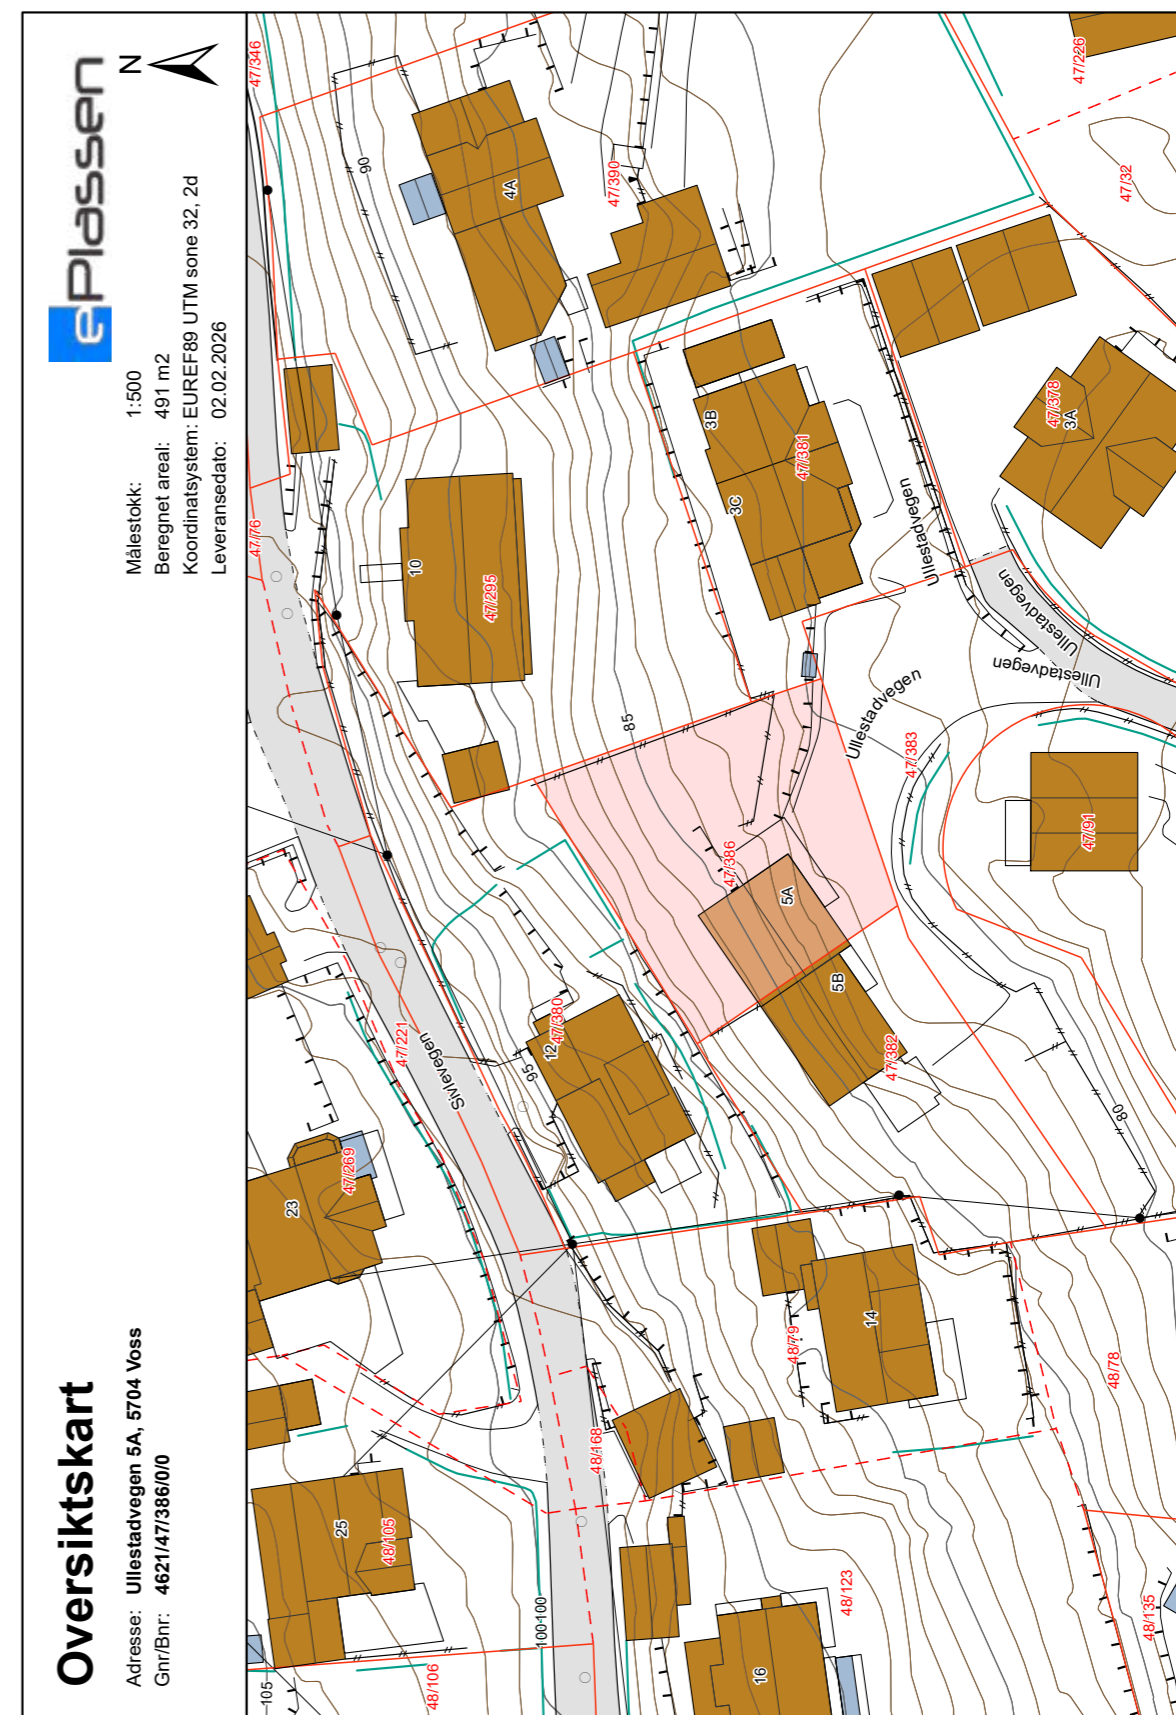 Oversiktskart
Adresse: Ullestadvegen 5A, 5704 Voss
Gnr/Bnr: 4621/47/386/0/0
Målestokk: 1:500
Beregnet areal: 491 m2
Koordinatsystem: EUREF89 UTM sone 32, 2d
Leveransedato: 02.02.2026
ePlassen
N
105
48/106
25
48/105
23
47/269
47/221
Sivlevegen
47/76
47/346
100100
48/168
95
12
47/380
10
47/295
90
4A
47/390
16
48/123
48/79
14
47/382
5B
5A
47/386
85
3C
3B
47/381
Ullestadvegen
Ullestadvegen
Ullestadvegen
Ullestadvegen
47/383
47/91
80
48/78
48/135
47/378
3A
47/32
47/226